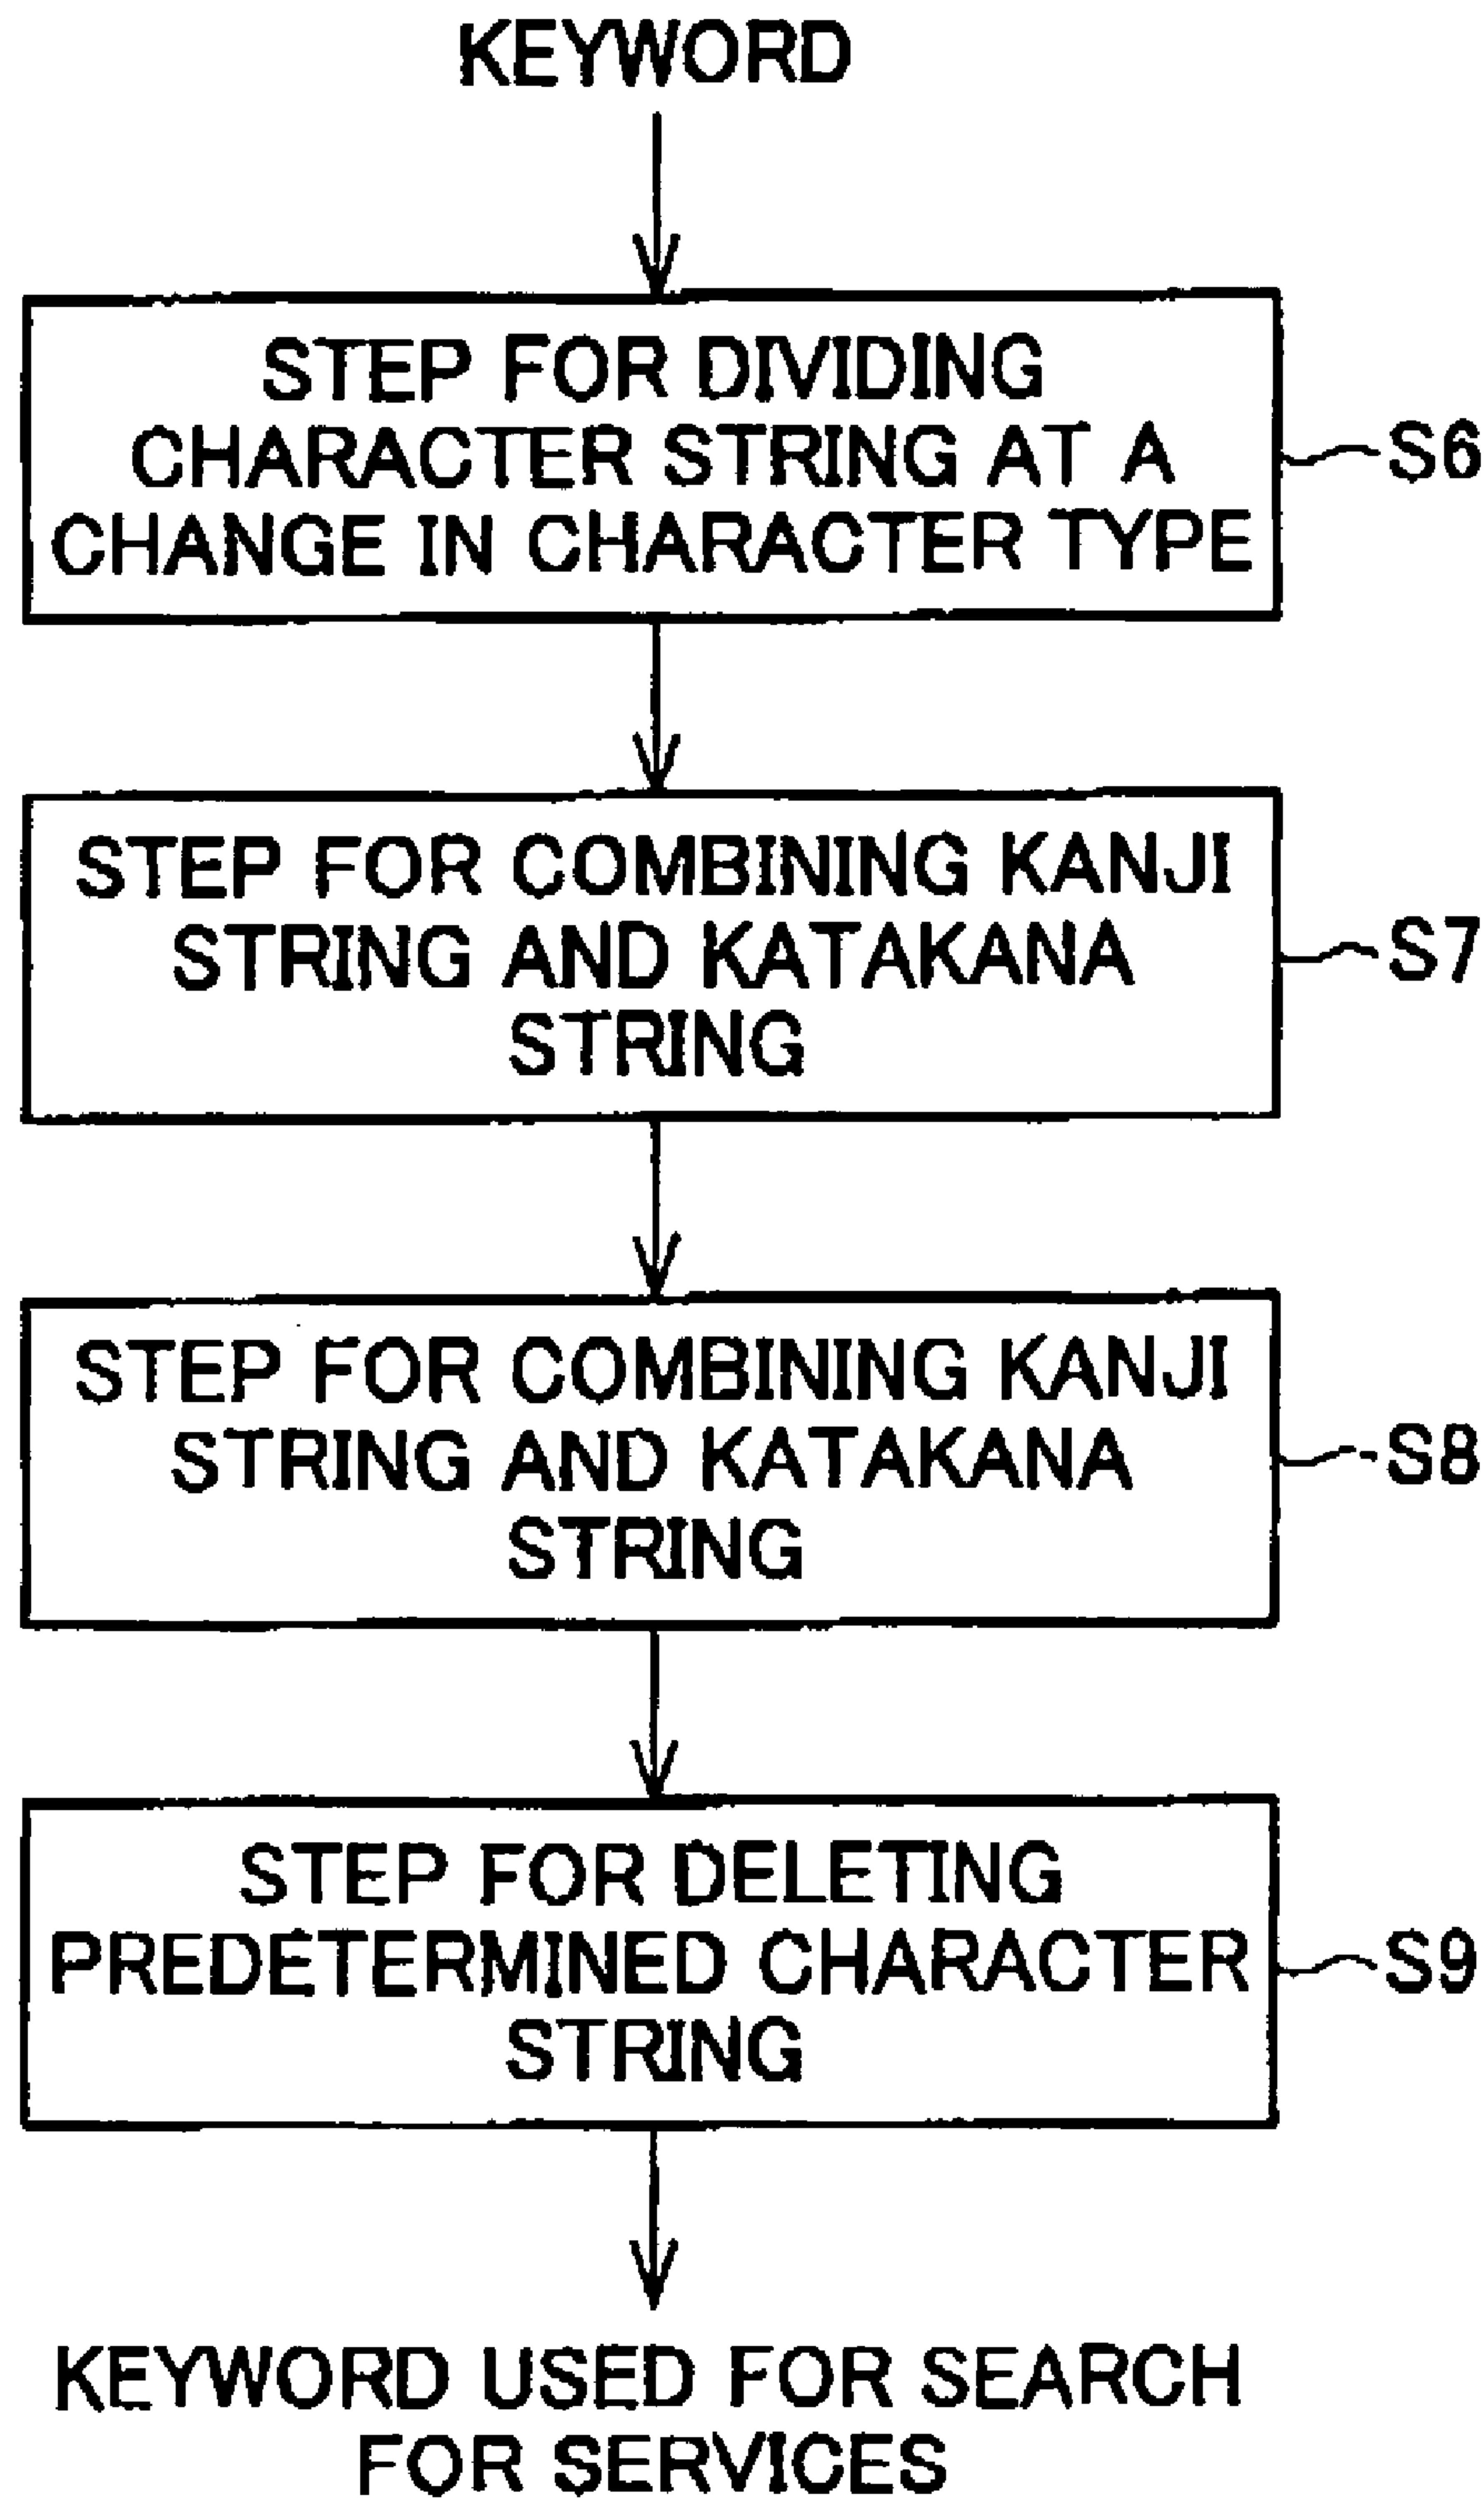 KEYWORD
STEP FOR DIVIDING
CHARACTER STRING AT A
CHANGE IN CHARACTER TYPE
S6
STEP FOR COMBINING KANJI
STRING AND KATAKANA
STRING
S7
STEP FOR COMBINING KANJI
STRING AND KATAKANA
STRING
S8
STEP FOR DELETING
PREDETERMINED CHARACTER
STRING
S9
KEYWORD USED FOR SEARCH
FOR SERVICES